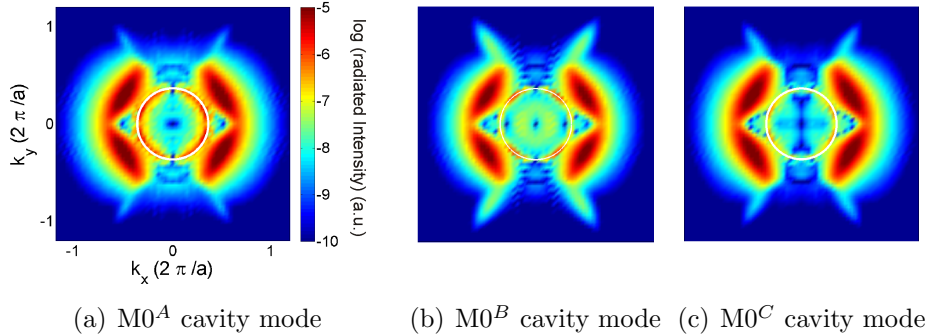 1
0
-1
k_y (2 π /a)
-1
0
1
k_x (2 π /a)
-5
-6
-7
-8
-9
-10
log (radiated Intensity) (a.u.)
(a) M0^A cavity mode
(b) M0^B cavity mode
(c) M0^C cavity mode